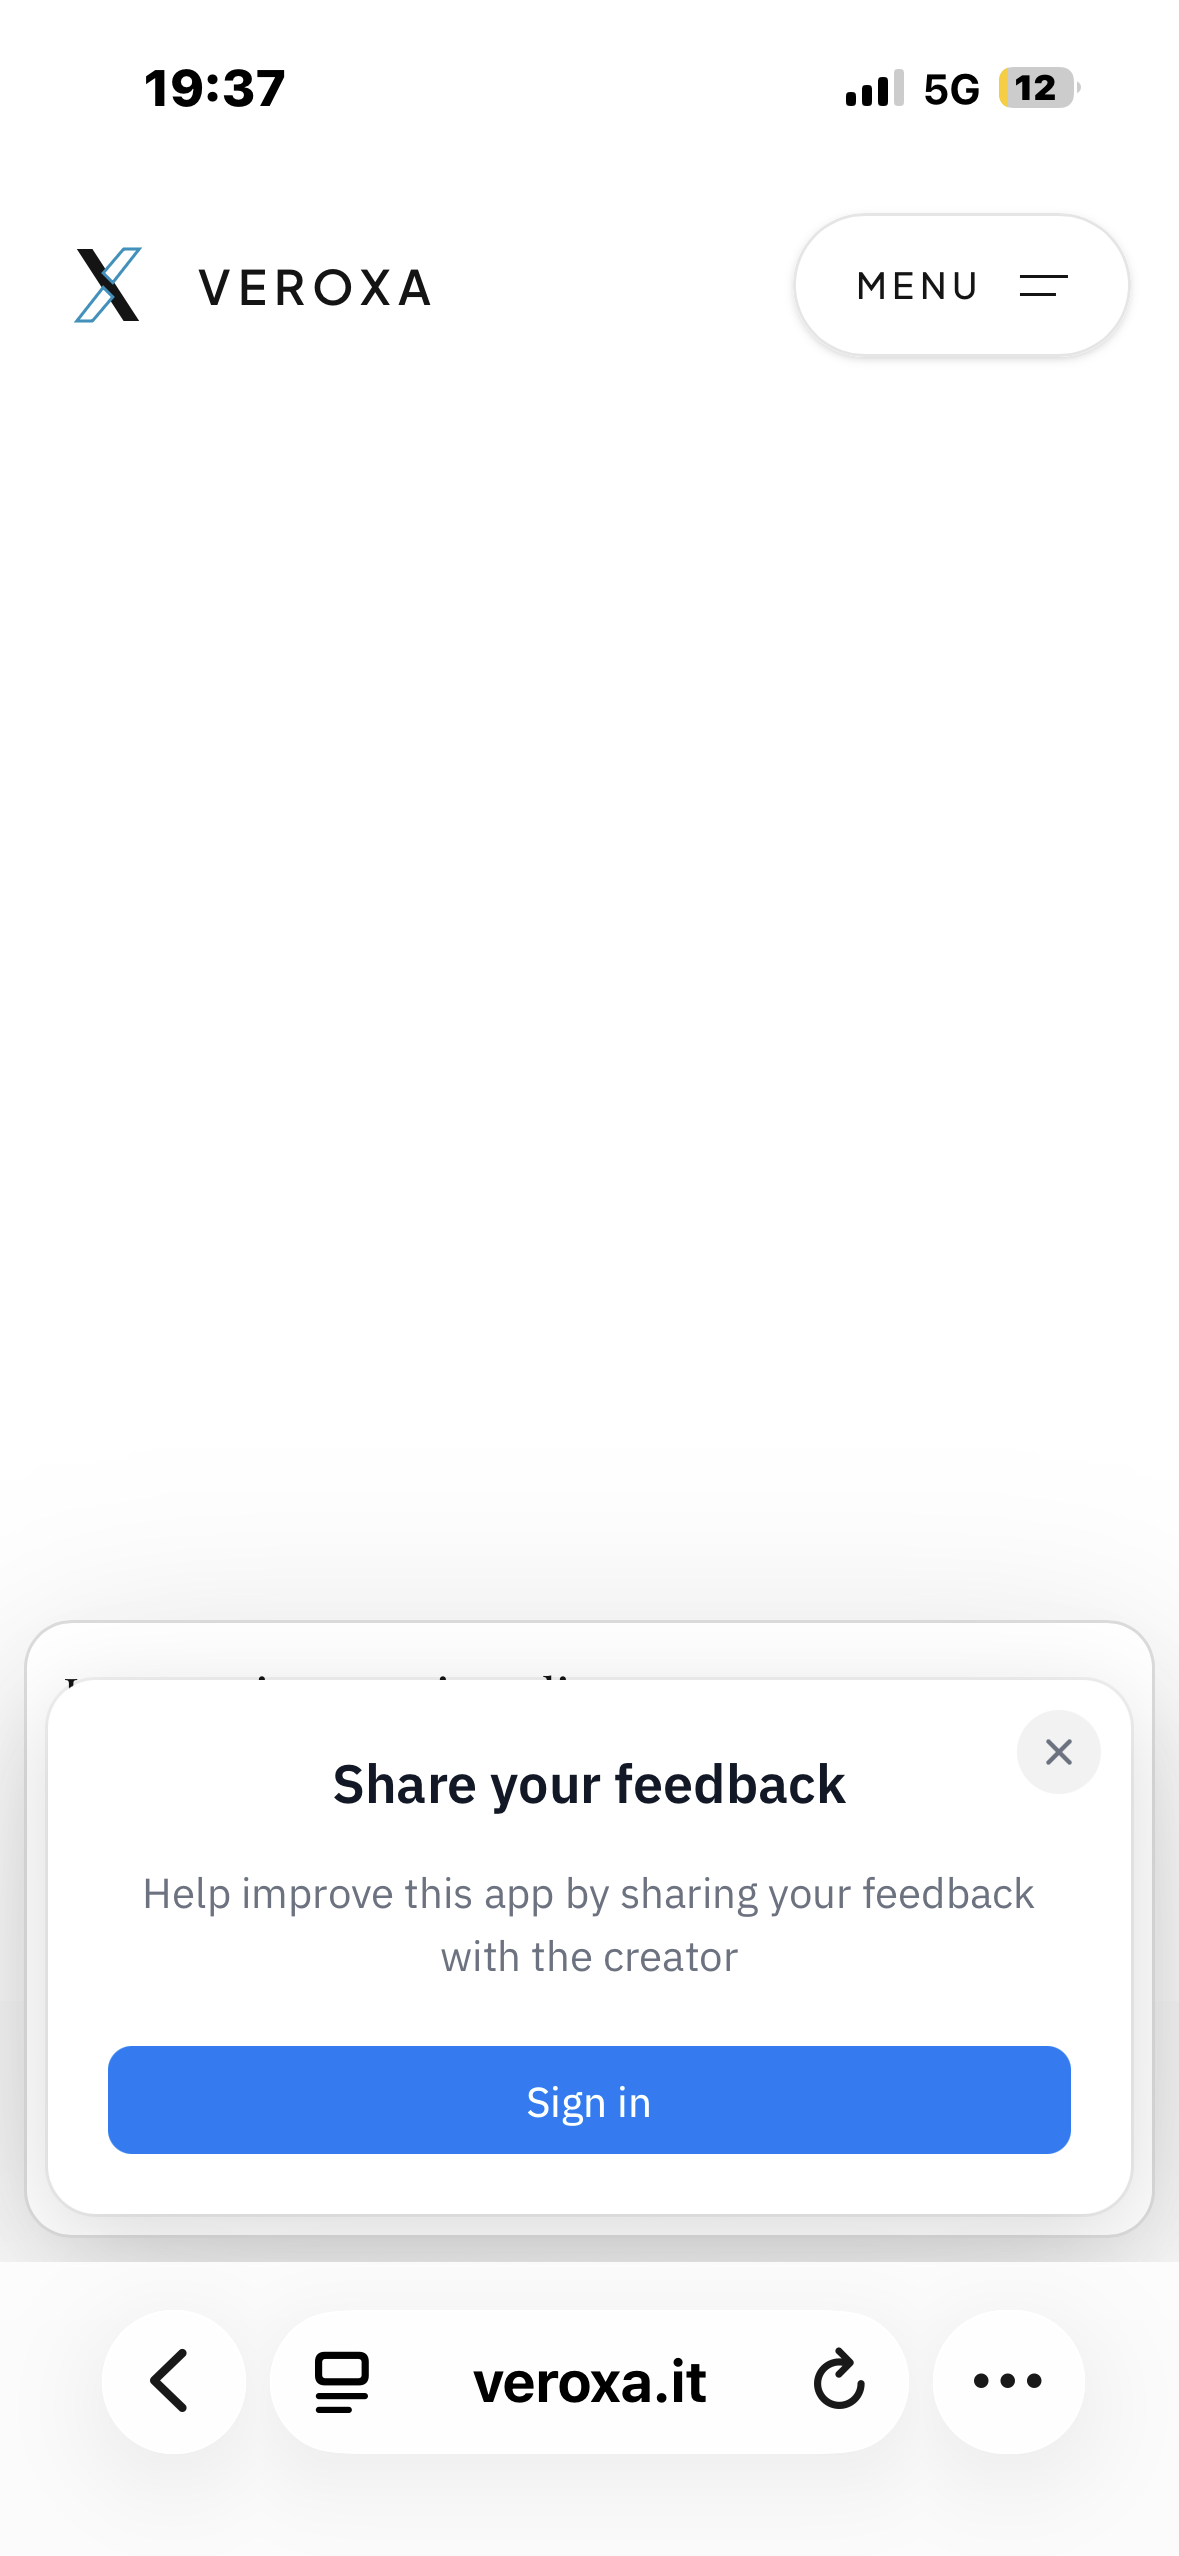 19:37
5G
12
VEROXA
MENU
Share your feedback
Help improve this app by sharing your feedback
with the creator
Sign in
veroxa.it